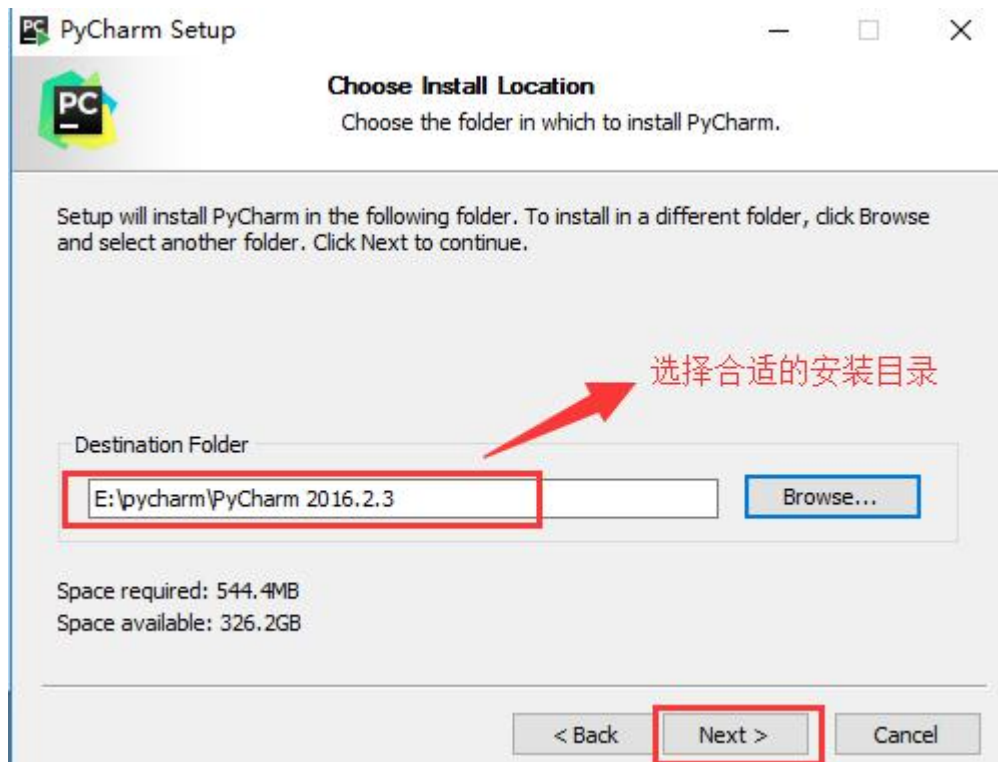 PyCharm Setup
PC
Choose Install Location
Choose the folder in which to install PyCharm.
Setup will install PyCharm in the following folder. To install in a different folder, click Browse
and select another folder. Click Next to continue.
选择合适的安装目录
Destination Folder
E:\pycharm\PyCharm 2016.2.3
Browse...
Space required: 544.4MB
Space available: 326.2GB
< Back
Next >
Cancel